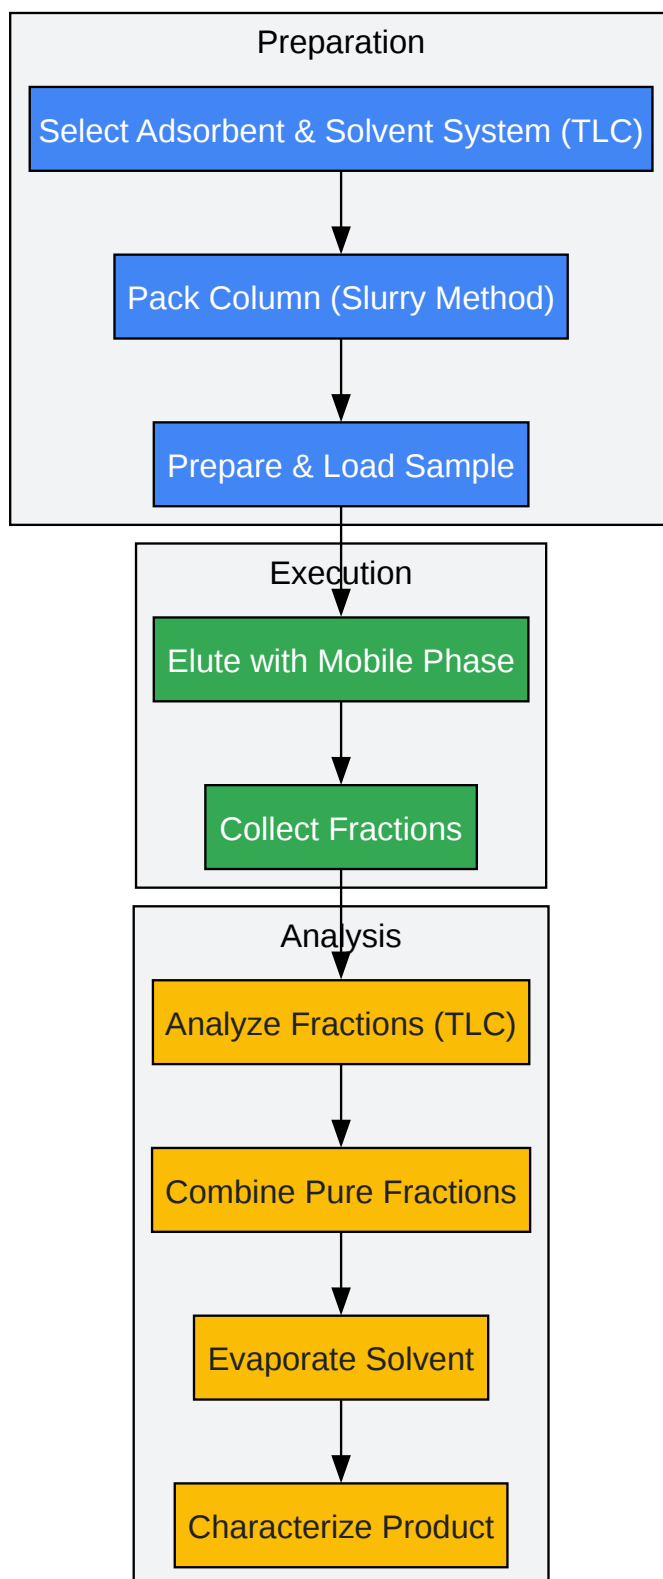 Preparation
Select Adsorbent & Solvent System (TLC)
Pack Column (Slurry Method)
Prepare & Load Sample
Execution
Elute with Mobile Phase
Collect Fractions
Analysis
Analyze Fractions (TLC)
Combine Pure Fractions
Evaporate Solvent
Characterize Product